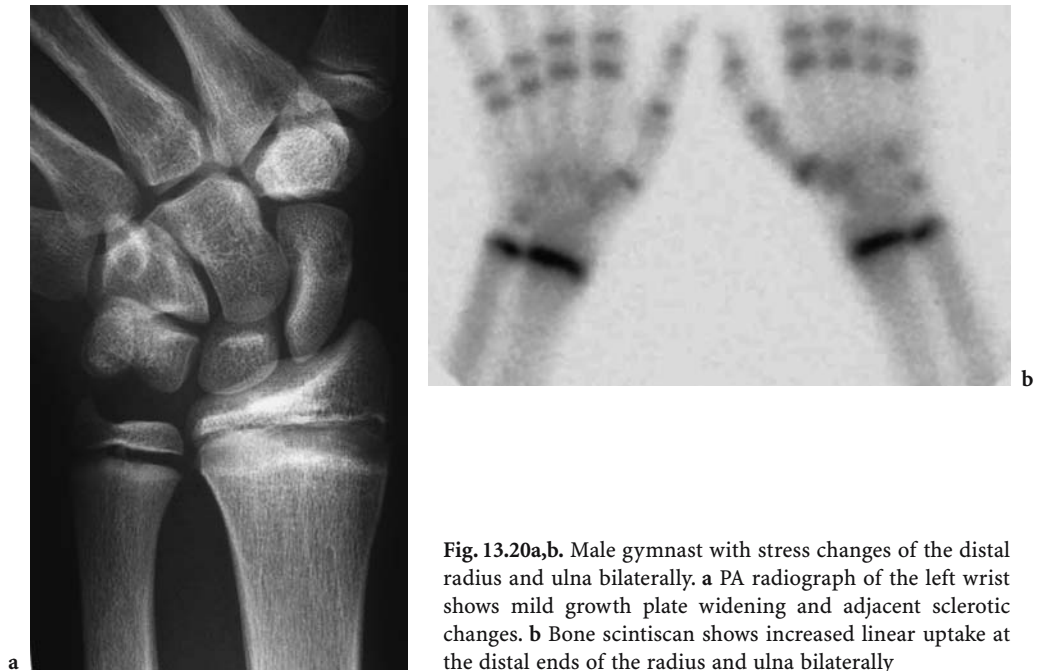 a
b
Fig. 13.20a,b. Male gymnast with stress changes of the distal
radius and ulna bilaterally. a PA radiograph of the left wrist
shows mild growth plate widening and adjacent sclerotic
changes. b Bone scintiscan shows increased linear uptake at
the distal ends of the radius and ulna bilaterally